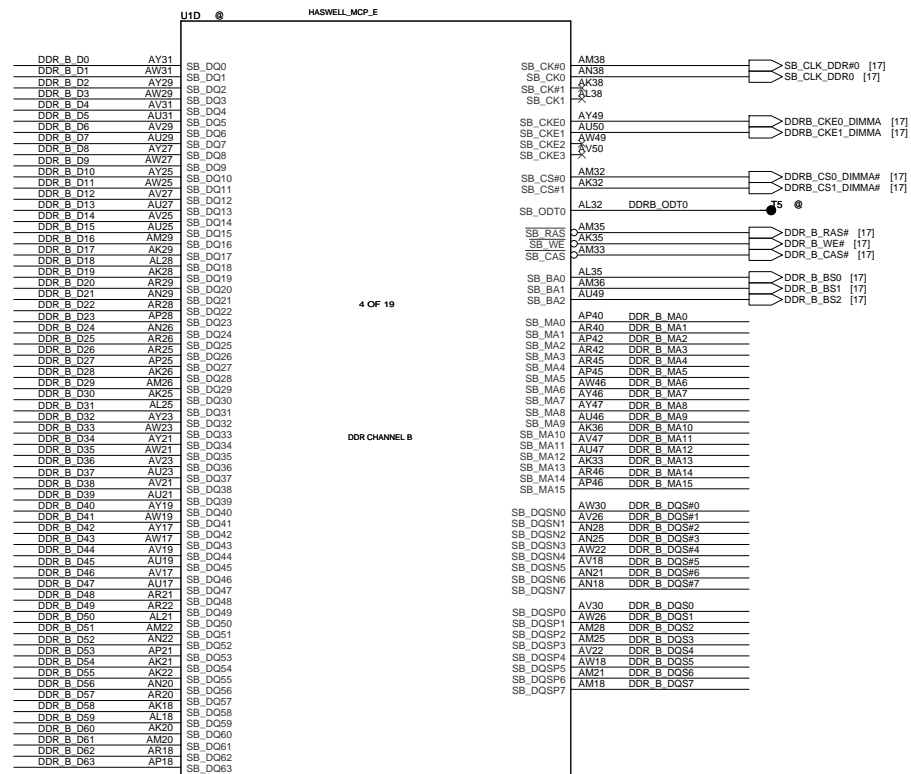 U1D @ HASWELL_MCP_E
DDR_B_D0 AY31 SB_DQ0
DDR_B_D1 AW31 SB_DQ1
DDR_B_D2 AY29 SB_DQ2
DDR_B_D3 AW29 SB_DQ3
DDR_B_D4 AV31 SB_DQ4
DDR_B_D5 AU31 SB_DQ5
DDR_B_D6 AV29 SB_DQ6
DDR_B_D7 AU29 SB_DQ7
DDR_B_D8 AY27 SB_DQ8
DDR_B_D9 AW27 SB_DQ9
DDR_B_D10 AY25 SB_DQ10
DDR_B_D11 AW25 SB_DQ11
DDR_B_D12 AV27 SB_DQ12
DDR_B_D13 AU27 SB_DQ13
DDR_B_D14 AV25 SB_DQ14
DDR_B_D15 AU25 SB_DQ15
DDR_B_D16 AM29 SB_DQ16
DDR_B_D17 AK29 SB_DQ17
DDR_B_D18 AL28 SB_DQ18
DDR_B_D19 AK28 SB_DQ19
DDR_B_D20 AR29 SB_DQ20
DDR_B_D21 AN29 SB_DQ21
DDR_B_D22 AR28 SB_DQ22
DDR_B_D23 AP28 SB_DQ23
DDR_B_D24 AN26 SB_DQ24
DDR_B_D25 AR26 SB_DQ25
DDR_B_D26 AR25 SB_DQ26
DDR_B_D27 AP25 SB_DQ27
DDR_B_D28 AK26 SB_DQ28
DDR_B_D29 AM26 SB_DQ29
DDR_B_D30 AK25 SB_DQ30
DDR_B_D31 AL25 SB_DQ31
DDR_B_D32 AY23 SB_DQ32
DDR_B_D33 AW23 SB_DQ33
DDR_B_D34 AY21 SB_DQ34
DDR_B_D35 AW21 SB_DQ35
DDR_B_D36 AV23 SB_DQ36
DDR_B_D37 AU23 SB_DQ37
DDR_B_D38 AV21 SB_DQ38
DDR_B_D39 AU21 SB_DQ39
DDR_B_D40 AY19 SB_DQ40
DDR_B_D41 AW19 SB_DQ41
DDR_B_D42 AY17 SB_DQ42
DDR_B_D43 AW17 SB_DQ43
DDR_B_D44 AV19 SB_DQ44
DDR_B_D45 AU19 SB_DQ45
DDR_B_D46 AV17 SB_DQ46
DDR_B_D47 AU17 SB_DQ47
DDR_B_D48 AR21 SB_DQ48
DDR_B_D49 AR22 SB_DQ49
DDR_B_D50 AL21 SB_DQ50
DDR_B_D51 AM22 SB_DQ51
DDR_B_D52 AN22 SB_DQ52
DDR_B_D53 AP21 SB_DQ53
DDR_B_D54 AK21 SB_DQ54
DDR_B_D55 AK22 SB_DQ55
DDR_B_D56 AN20 SB_DQ56
DDR_B_D57 AR20 SB_DQ57
DDR_B_D58 AK18 SB_DQ58
DDR_B_D59 AL18 SB_DQ59
DDR_B_D60 AK20 SB_DQ60
DDR_B_D61 AM20 SB_DQ61
DDR_B_D62 AR18 SB_DQ62
DDR_B_D63 AP18 SB_DQ63
4 OF 19
DDR CHANNEL B
SB_CK#0 AM38 SB_CLK_DDR#0 [17]
SB_CK0 AN38 SB_CLK_DDR0 [17]
SB_CK#1 AK38
SB_CK1 AL38
SB_CKE0 AY49 DDRB_CKE0_DIMMA [17]
SB_CKE1 AU50 DDRB_CKE1_DIMMA [17]
SB_CKE2 AW49
SB_CKE3 AV50
SB_CS#0 AM32 DDRB_CS0_DIMMA# [17]
SB_CS#1 AK32 DDRB_CS1_DIMMA# [17]
SB_ODT0 AL32 DDRB_ODT0 T5 @
SB_RAS AM35 DDR_B_RAS# [17]
SB_WE AK35 DDR_B_WE# [17]
SB_CAS AM33 DDR_B_CAS# [17]
SB_BA0 AL35 DDR_B_BS0 [17]
SB_BA1 AM36 DDR_B_BS1 [17]
SB_BA2 AU49 DDR_B_BS2 [17]
SB_MA0 AP40 DDR_B_MA0
SB_MA1 AR40 DDR_B_MA1
SB_MA2 AP42 DDR_B_MA2
SB_MA3 AR42 DDR_B_MA3
SB_MA4 AR45 DDR_B_MA4
SB_MA5 AP45 DDR_B_MA5
SB_MA6 AW46 DDR_B_MA6
SB_MA7 AY46 DDR_B_MA7
SB_MA8 AY47 DDR_B_MA8
SB_MA9 AU46 DDR_B_MA9
SB_MA10 AK36 DDR_B_MA10
SB_MA11 AV47 DDR_B_MA11
SB_MA12 AU47 DDR_B_MA12
SB_MA13 AK33 DDR_B_MA13
SB_MA14 AR46 DDR_B_MA14
SB_MA15 AP46 DDR_B_MA15
SB_DQSN0 AW30 DDR_B_DQS#0
SB_DQSN1 AV26 DDR_B_DQS#1
SB_DQSN2 AN28 DDR_B_DQS#2
SB_DQSN3 AN25 DDR_B_DQS#3
SB_DQSN4 AW22 DDR_B_DQS#4
SB_DQSN5 AV18 DDR_B_DQS#5
SB_DQSN6 AN21 DDR_B_DQS#6
SB_DQSN7 AN18 DDR_B_DQS#7
SB_DQSP0 AV30 DDR_B_DQS0
SB_DQSP1 AW26 DDR_B_DQS1
SB_DQSP2 AM28 DDR_B_DQS2
SB_DQSP3 AM25 DDR_B_DQS3
SB_DQSP4 AV22 DDR_B_DQS4
SB_DQSP5 AW18 DDR_B_DQS5
SB_DQSP6 AM21 DDR_B_DQS6
SB_DQSP7 AM18 DDR_B_DQS7